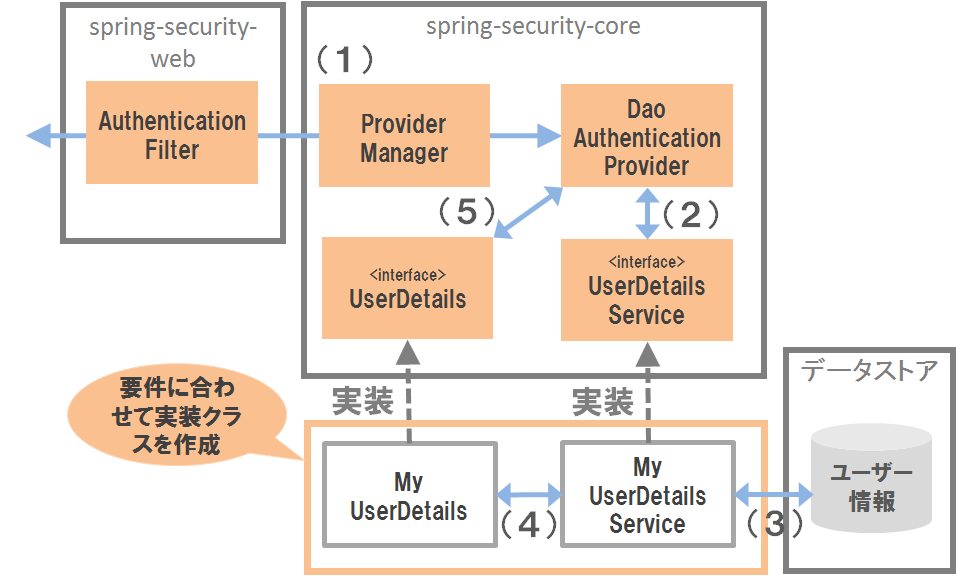 spring-security-
web
Authentication
Filter
spring-security-core
(1)
Provider
Manager
Dao
Authentication
Provider
(5)
(2)
<interface>
UserDetails
<interface>
UserDetails
Service
実装
実装
要件に合わ
せて実装クラ
スを作成
My
UserDetails
(4)
My
UserDetails
Service
(3)
データストア
ユーザー
情報